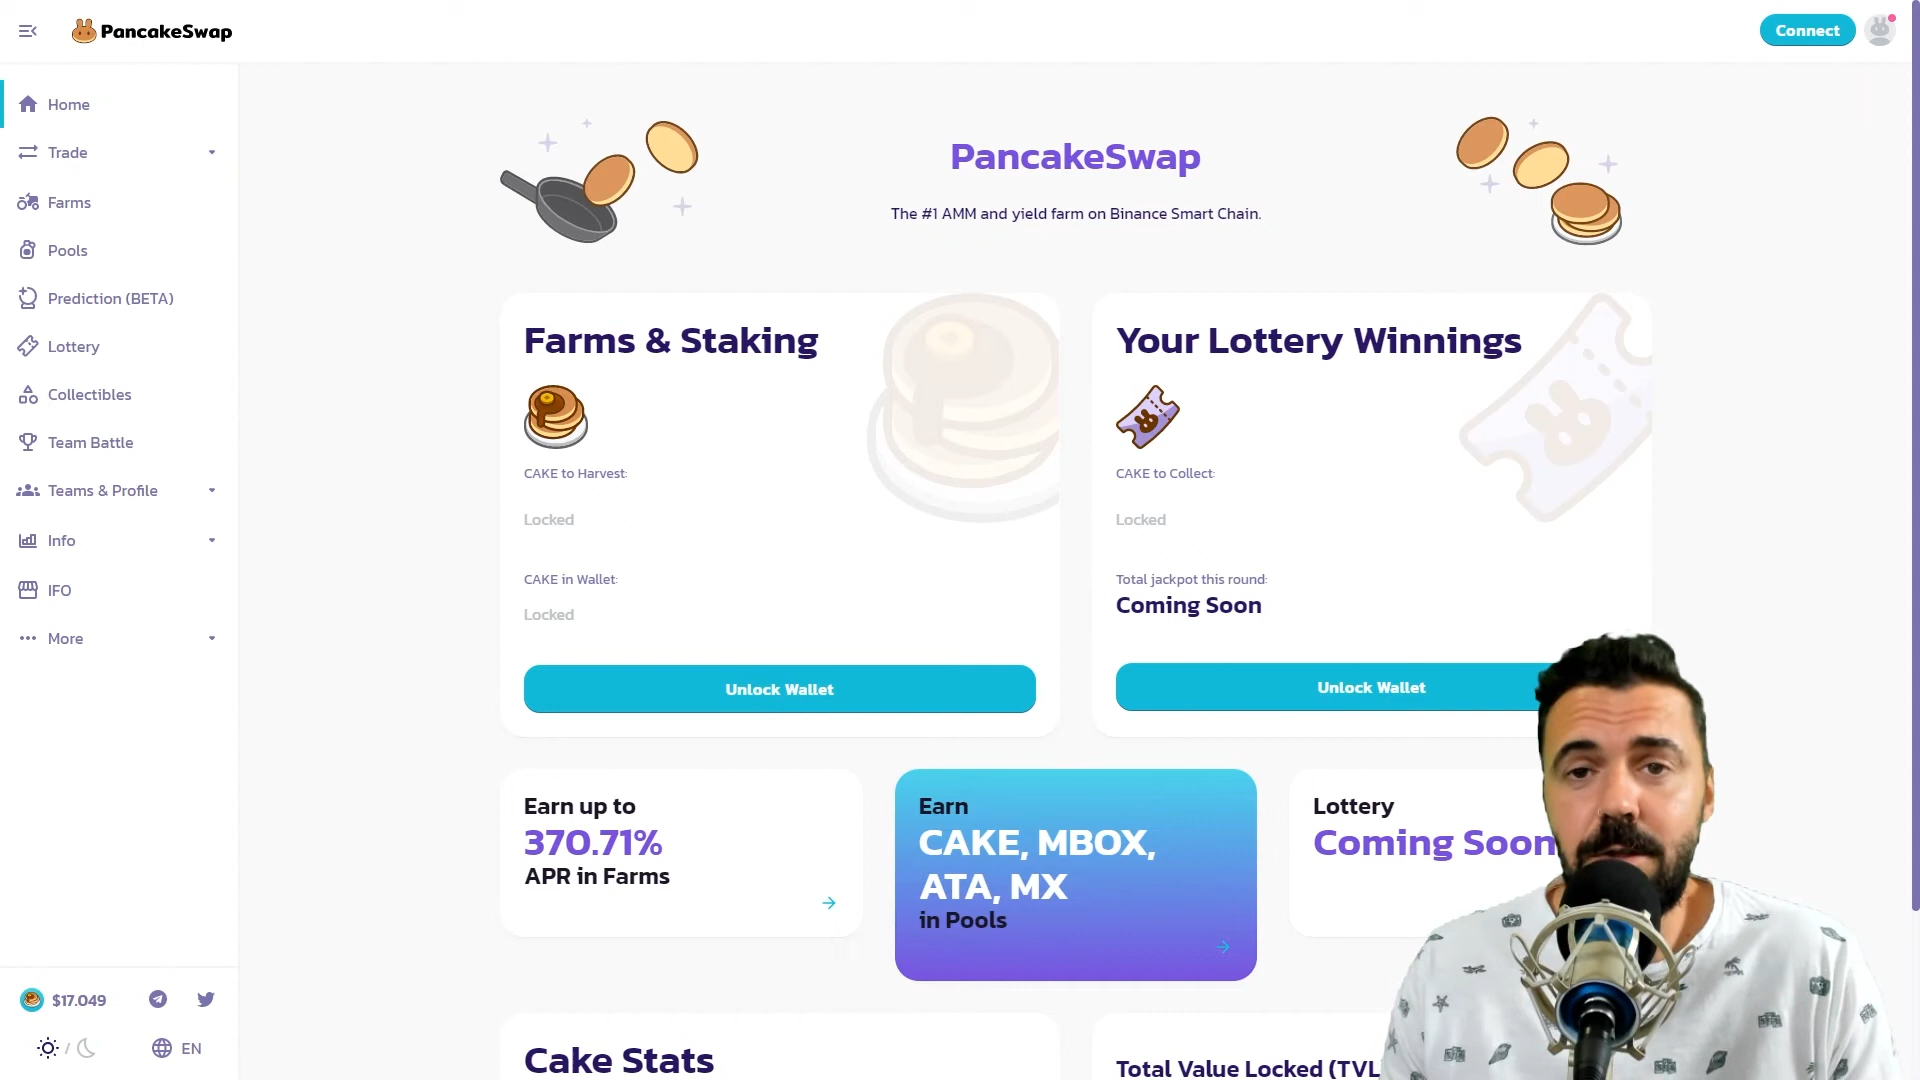 PancakeSwap
Connect
Home
Trade
Farms
Pools
Prediction (BETA)
Lottery
Collectibles
Team Battle
Teams & Profile
Info
IFO
More
$17.049
/
EN
PancakeSwap
The #1 AMM and yield farm on Binance Smart Chain.
Farms & Staking
CAKE to Harvest:
Locked
CAKE in Wallet:
Locked
Unlock Wallet
Your Lottery Winnings
CAKE to Collect:
Locked
Total jackpot this round:
Coming Soon
Unlock Wallet
Earn up to
370.71%
APR in Farms
Earn
CAKE, MBOX,
ATA, MX
in Pools
Lottery
Coming Soon
Cake Stats
Total Value Locked (TVL